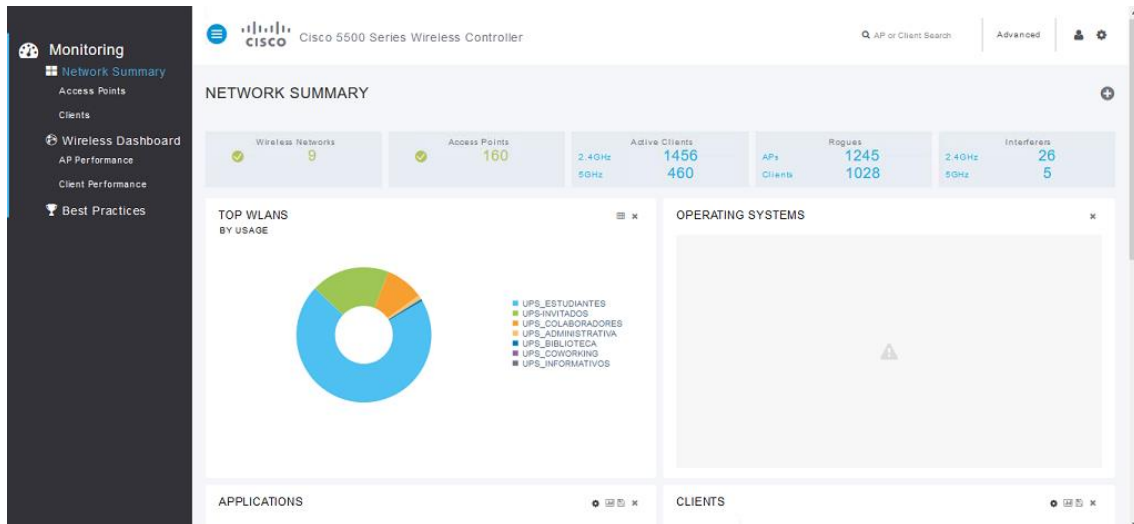 Monitoring
Network Summary
Access Points
Clients
Wireless Dashboard
AP Performance
Client Performance
Best Practices
CISCO
Cisco 5500 Series Wireless Controller
AP or Client Search
Advanced
NETWORK SUMMARY
Wireless Networks
9
Access Points
160
Active Clients
2.4GHz 1456
5GHz 460
Rogues
APs 1245
Clients 1028
Interferers
2.4GHz 26
5GHz 5
TOP WLANS
BY USAGE
UPS_ESTUDIANTES
UPS-INVITADOS
UPS_COLABORADORES
UPS_ADMINISTRATIVA
UPS_BIBLIOTECA
UPS_COWORKING
UPS_INFORMATIVOS
OPERATING SYSTEMS
APPLICATIONS
CLIENTS